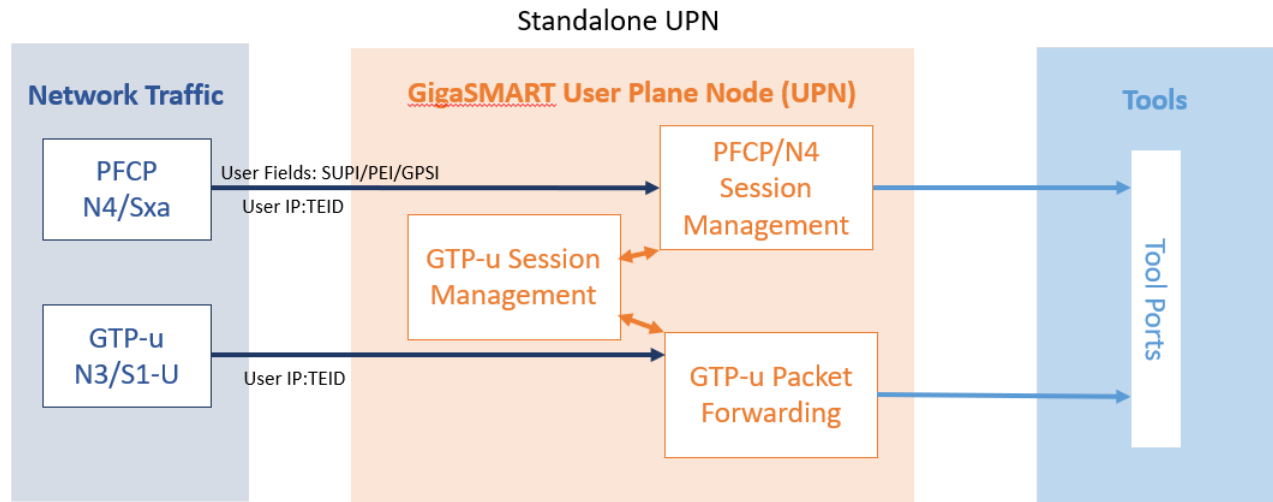 Standalone UPN
Network Traffic
GigaSMART User Plane Node (UPN)
Tools
PFCP
N4/Sxa
User Fields: SUPI/PEI/GPSI
User IP:TEID
PFCP/N4
Session
Management
GTP-u Session
Management
GTP-u
N3/S1-U
User IP:TEID
GTP-u Packet
Forwarding
Tool Ports